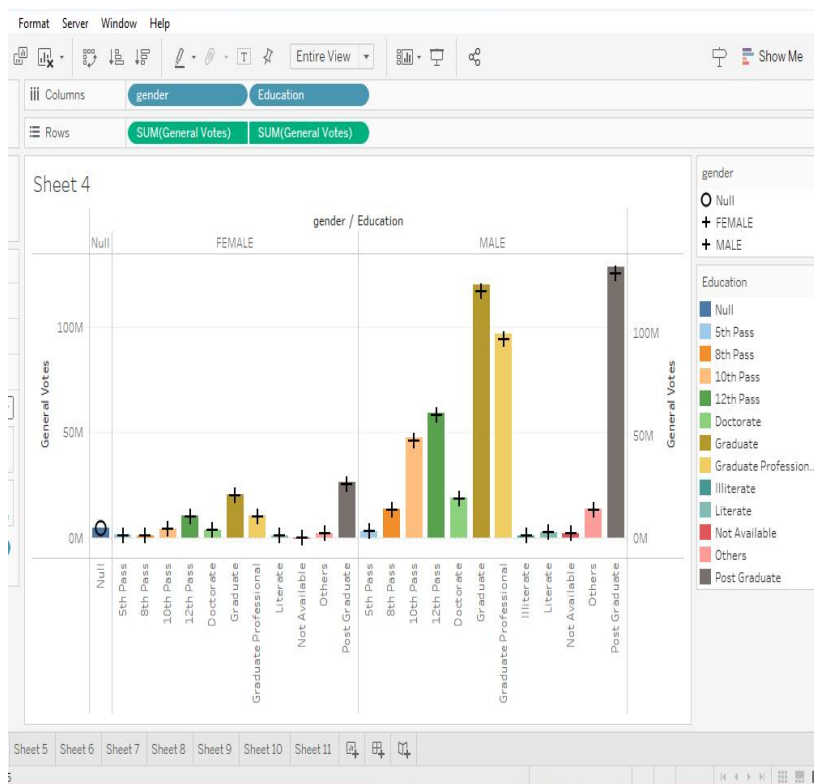 Format Server Window Help
Entire View
Show Me
Columns gender Education
Rows SUM(General Votes) SUM(General Votes)
Sheet 4
gender / Education
Null FEMALE MALE
General Votes
100M
50M
0M
General Votes
100M
50M
0M
Null
5th Pass
8th Pass
10th Pass
12th Pass
Doctorate
Graduate
Graduate Professional
Literate
Not Available
Others
Post Graduate
5th Pass
8th Pass
10th Pass
12th Pass
Doctorate
Graduate
Graduate Professional
Illiterate
Literate
Not Available
Others
Post Graduate
gender
Null
FEMALE
MALE
Education
Null
5th Pass
8th Pass
10th Pass
12th Pass
Doctorate
Graduate
Graduate Profession..
Illiterate
Literate
Not Available
Others
Post Graduate
Sheet 5 Sheet 6 Sheet 7 Sheet 8 Sheet 9 Sheet 10 Sheet 11